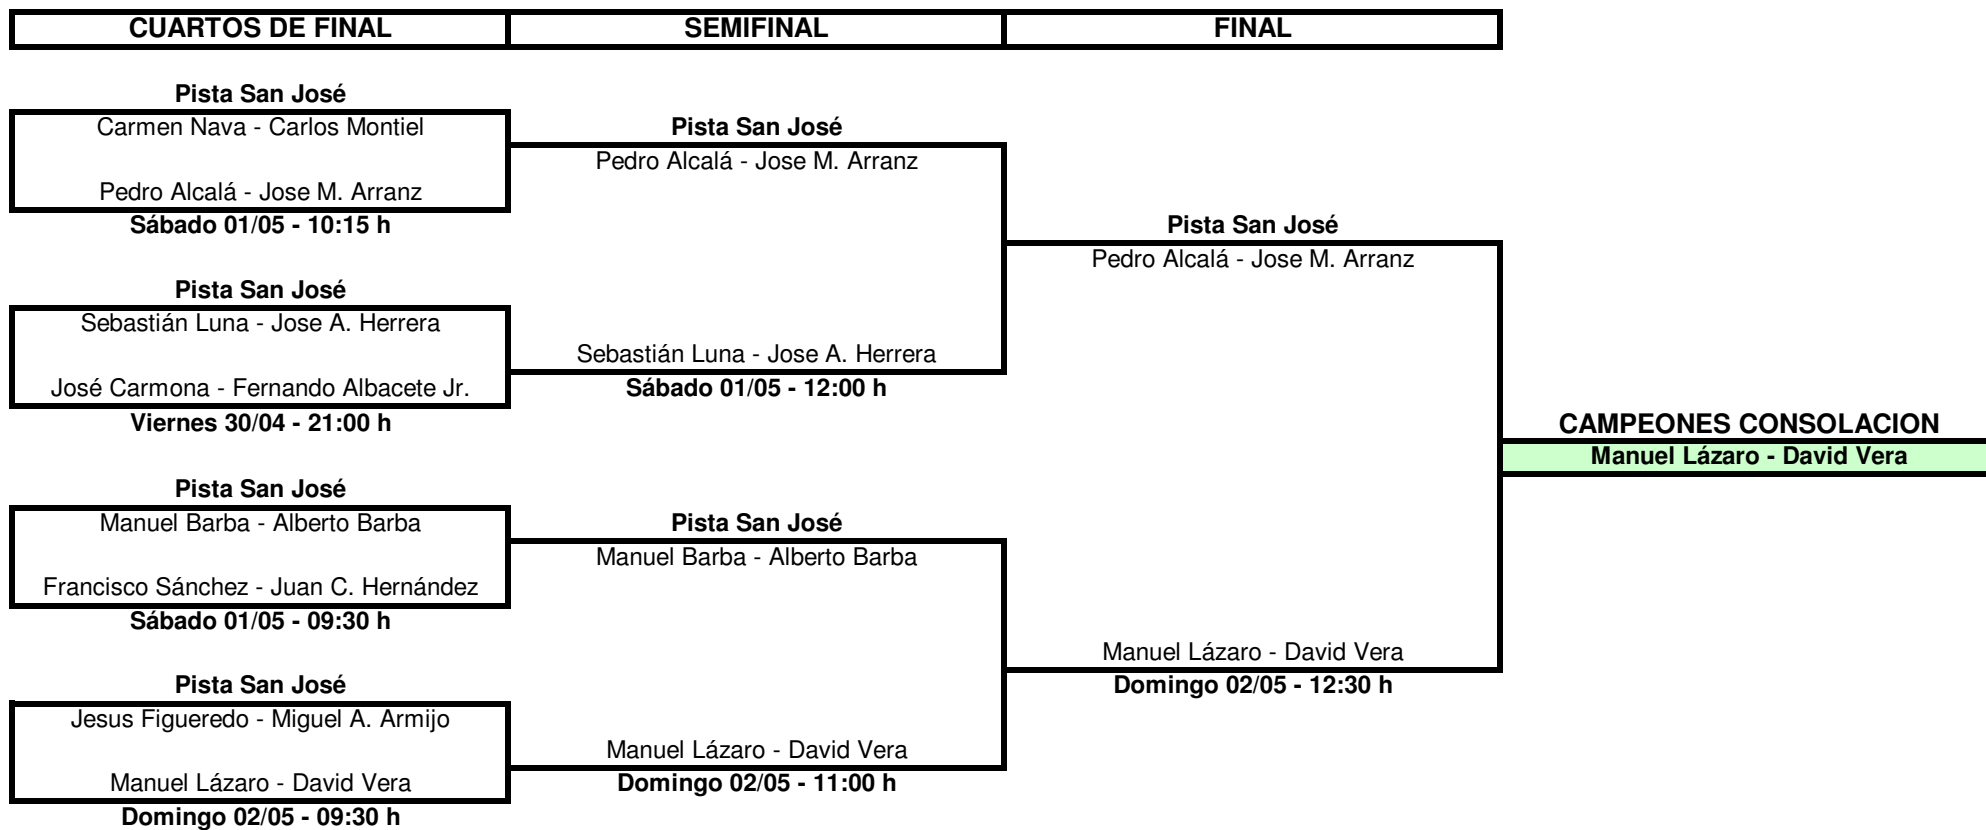 CUARTOS DE FINAL
SEMIFINAL
FINAL
Pista San José
Carmen Nava - Carlos Montiel
Pedro Alcalá - Jose M. Arranz
Sábado 01/05 - 10:15 h
Pista San José
Sebastián Luna - Jose A. Herrera
José Carmona - Fernando Albacete Jr.
Viernes 30/04 - 21:00 h
Pista San José
Manuel Barba - Alberto Barba
Francisco Sánchez - Juan C. Hernández
Sábado 01/05 - 09:30 h
Pista San José
Jesus Figueredo - Miguel A. Armijo
Manuel Lázaro - David Vera
Domingo 02/05 - 09:30 h
Pista San José
Pedro Alcalá - Jose M. Arranz
Sebastián Luna - Jose A. Herrera
Sábado 01/05 - 12:00 h
Pista San José
Manuel Barba - Alberto Barba
Manuel Lázaro - David Vera
Domingo 02/05 - 11:00 h
Pista San José
Pedro Alcalá - Jose M. Arranz
Manuel Lázaro - David Vera
Domingo 02/05 - 12:30 h
CAMPEONES CONSOLACION
Manuel Lázaro - David Vera